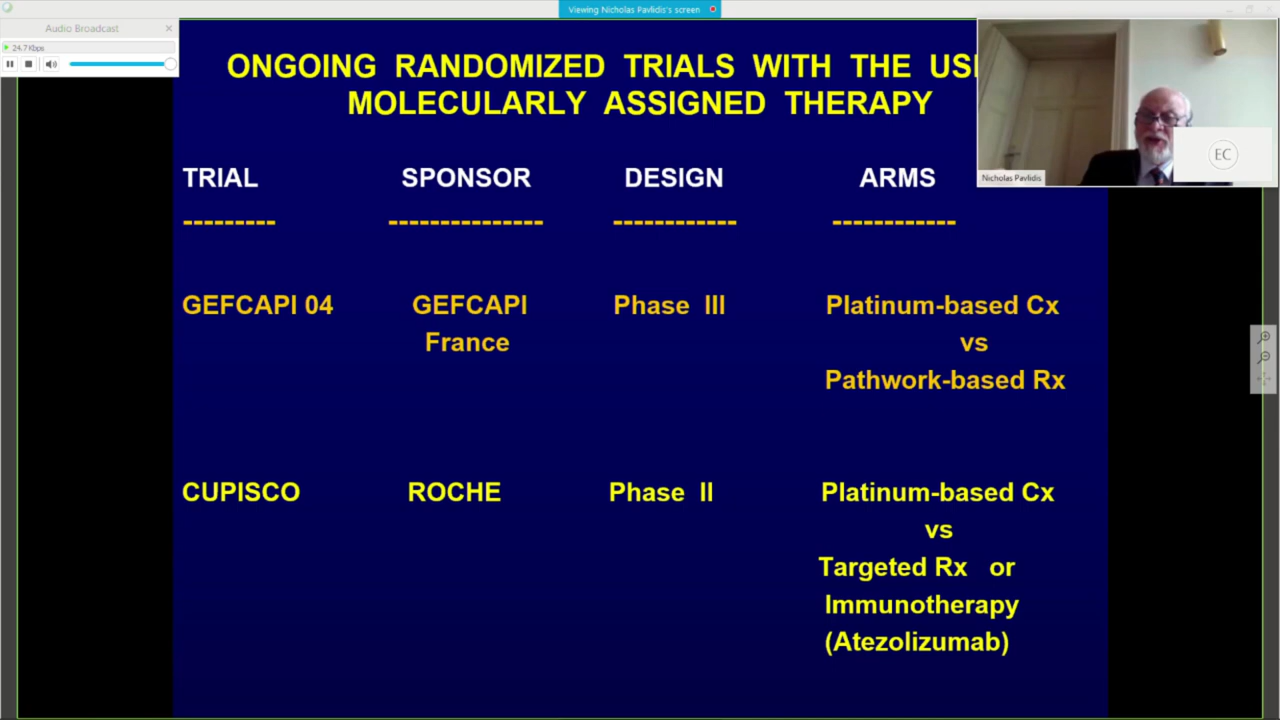 Viewing Nicholas Pavlidis's screen
Audio Broadcast
24.7Kbps
ONGOING RANDOMIZED TRIALS WITH THE
MOLECULARLY ASSIGNED THERAPY
TRIAL SPONSOR DESIGN ARMS
--------- --------------- ------------ ------------
GEFCAPI 04 GEFCAPI Phase III Platinum-based Cx
France vs
Pathwork-based Rx
CUPISCO ROCHE Phase II Platinum-based Cx
vs
Targeted Rx or
Immunotherapy
(Atezolizumab)
Nicholas Pavlidis
EC